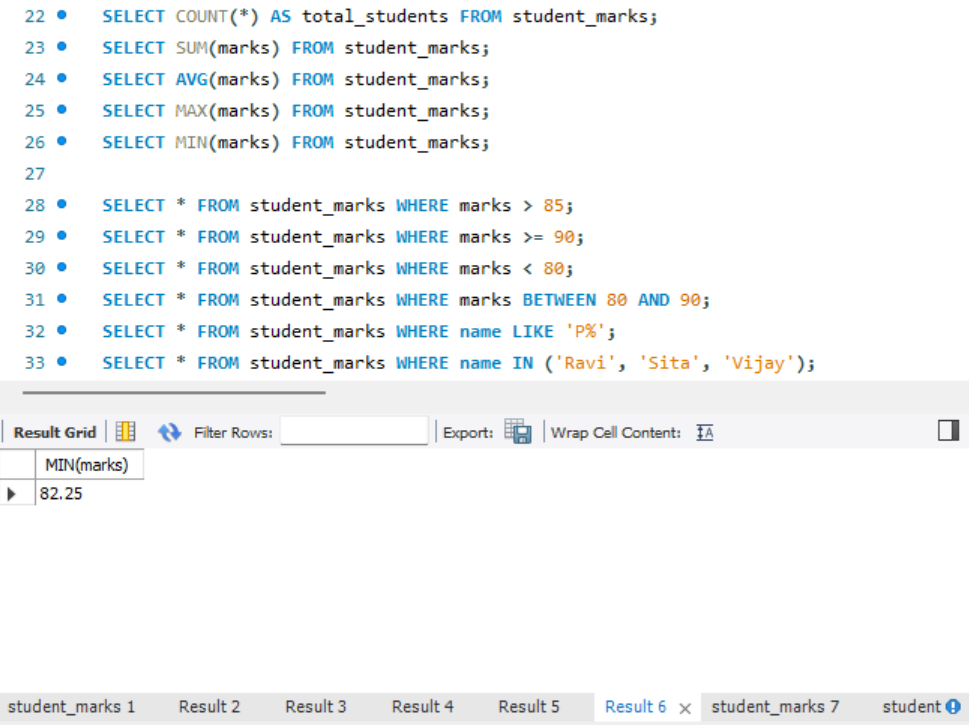 22 SELECT COUNT(*) AS total_students FROM student_marks;
23 SELECT SUM(marks) FROM student_marks;
24 SELECT AVG(marks) FROM student_marks;
25 SELECT MAX(marks) FROM student_marks;
26 SELECT MIN(marks) FROM student_marks;
27
28 SELECT * FROM student_marks WHERE marks > 85;
29 SELECT * FROM student_marks WHERE marks >= 90;
30 SELECT * FROM student_marks WHERE marks < 80;
31 SELECT * FROM student_marks WHERE marks BETWEEN 80 AND 90;
32 SELECT * FROM student_marks WHERE name LIKE 'P%';
33 SELECT * FROM student_marks WHERE name IN ('Ravi', 'Sita', 'Vijay');
Result Grid Filter Rows: Export: Wrap Cell Content: IA
MIN(marks)
82.25
student_marks 1 Result 2 Result 3 Result 4 Result 5 Result 6 student_marks 7 student